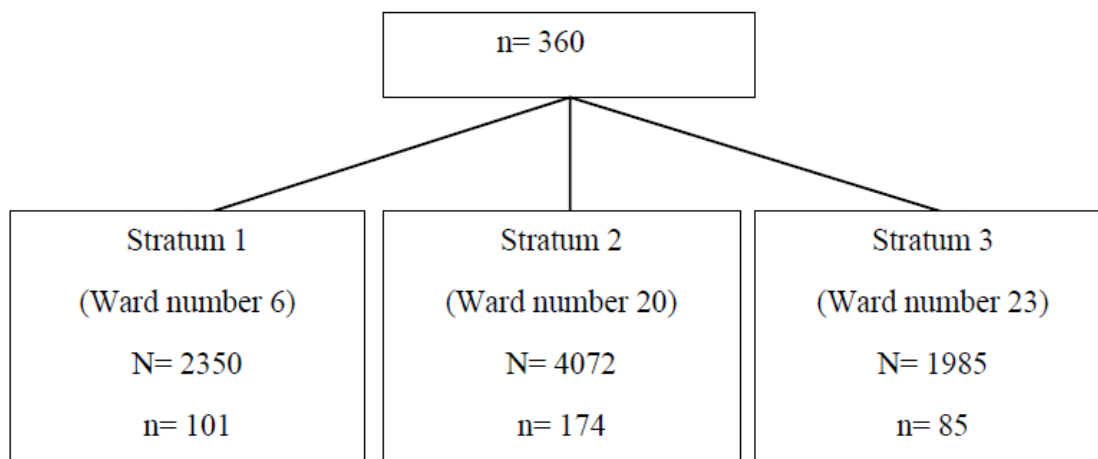 n= 360
Stratum 1
(Ward number 6)
N= 2350
n= 101
Stratum 2
(Ward number 20)
N= 4072
n= 174
Stratum 3
(Ward number 23)
N= 1985
n= 85